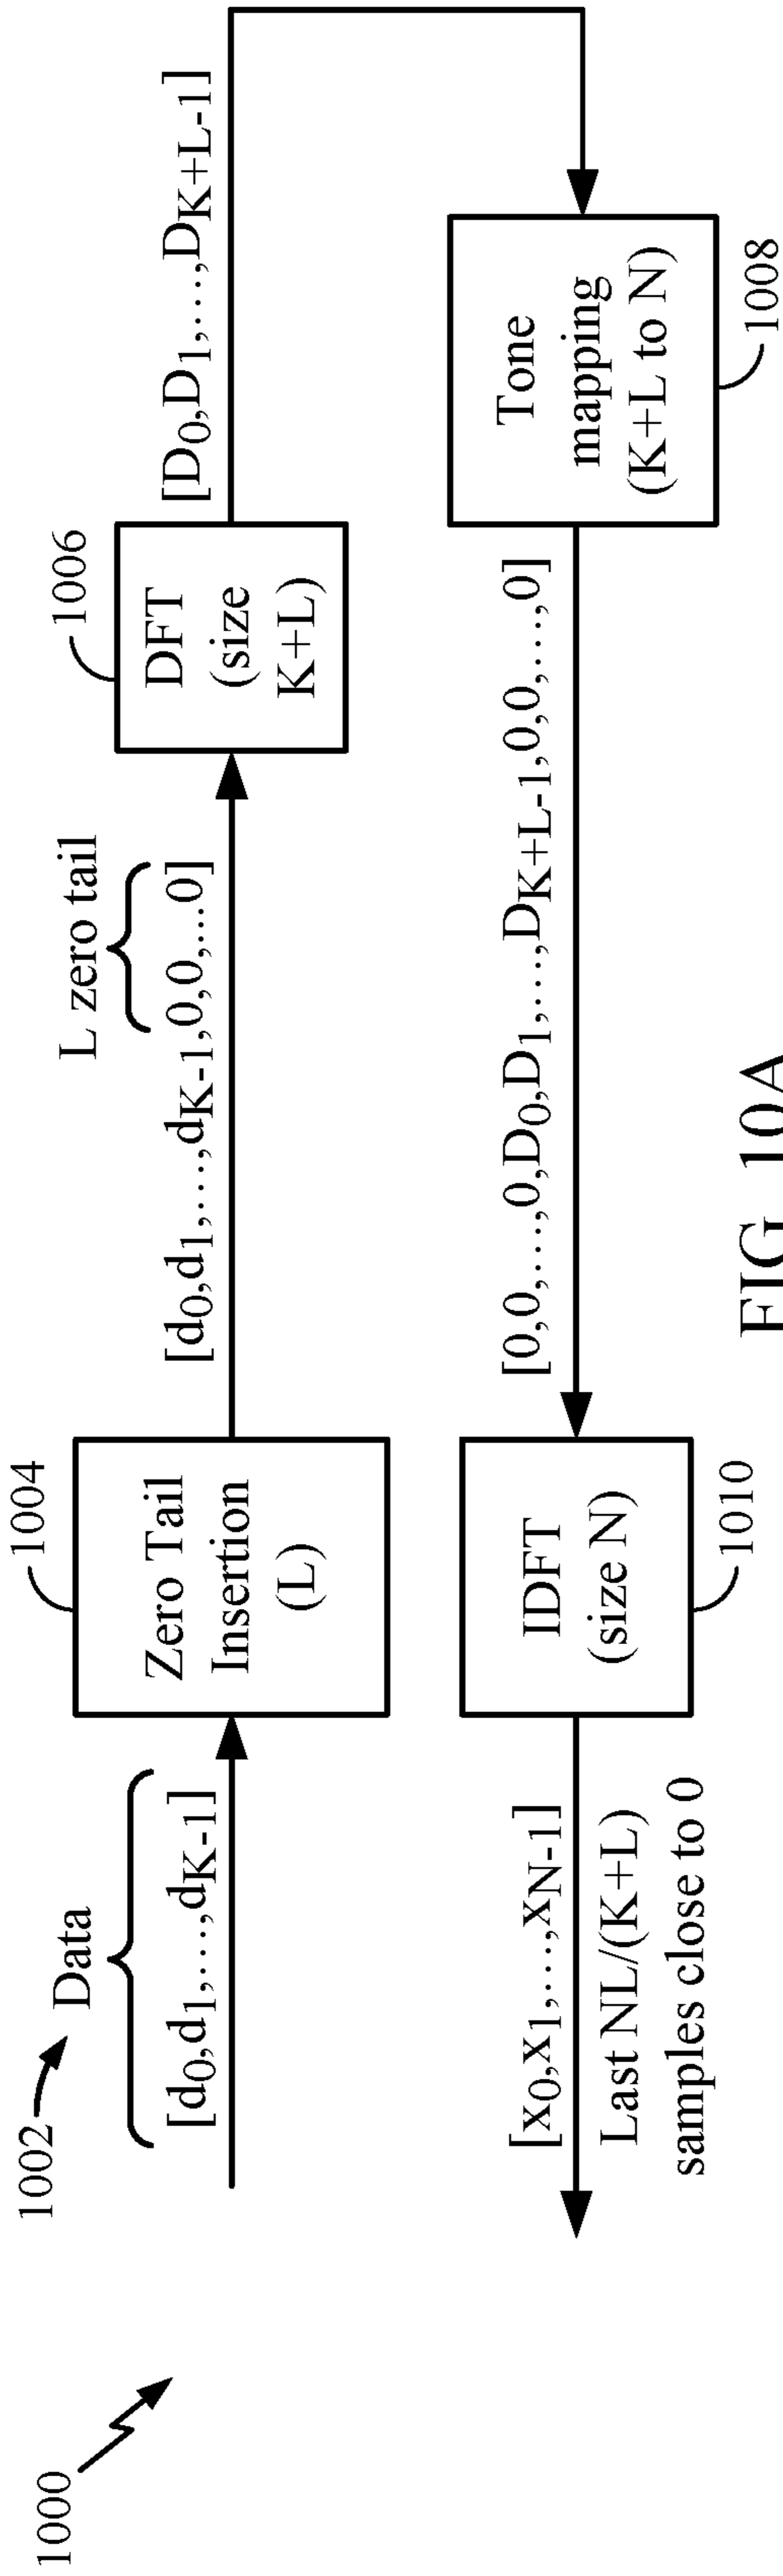 1000
1002
Data
[d0,d1,...,dK-1]
1004
Zero Tail
Insertion
(L)
L zero tail
[d0,d1,...,dK-1,0,0,....0]
1006
DFT
(size
K+L)
[D0,D1,...,DK+L-1]
Tone
mapping
(K+L to N)
1008
[0,0,...,0,D0,D1,...,DK+L-1,0,0,...,0]
IDFT
(size N)
1010
[x0,x1,...,xN-1]
Last NL/(K+L)
samples close to 0
FIG. 10A